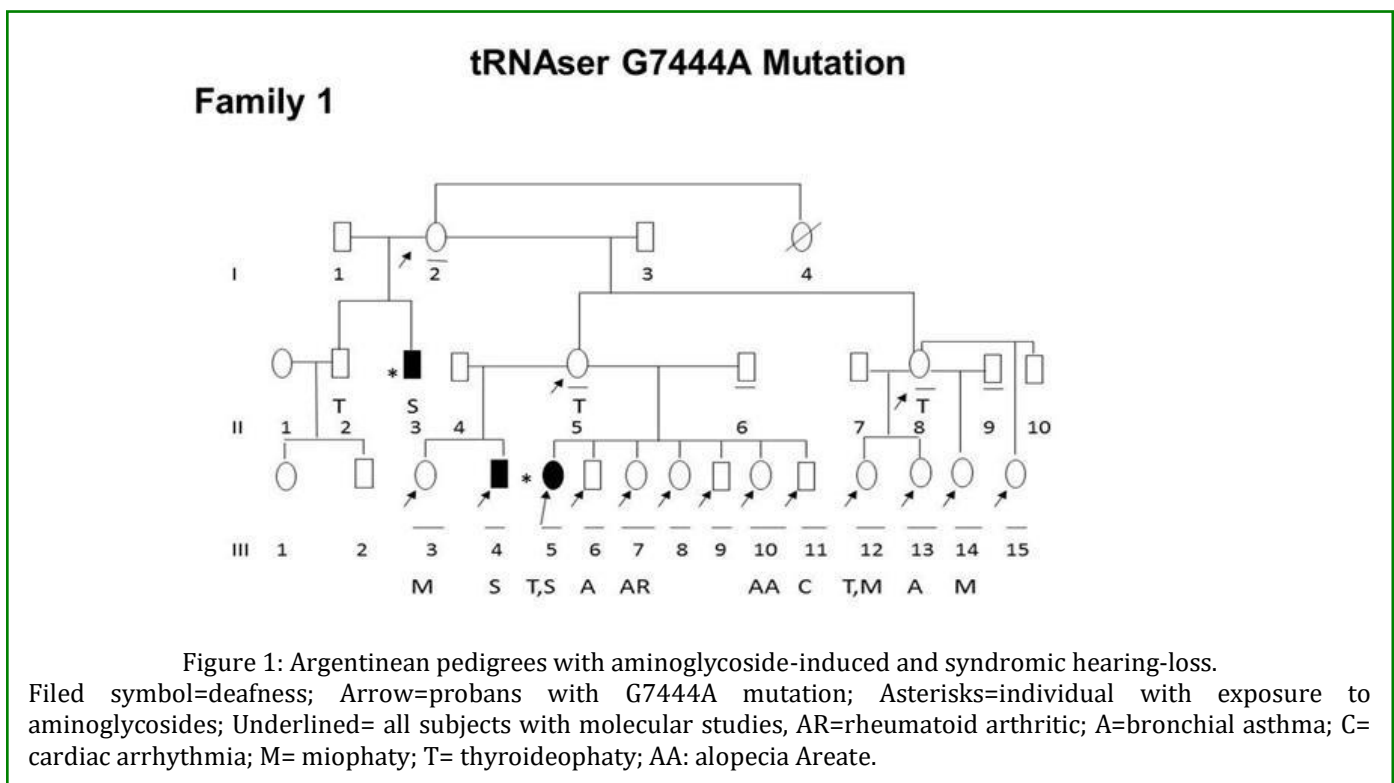 tRNAser G7444A Mutation
Family 1
I 1 2 3 4
* T S T T
II 1 2 3 4 5 6 7 8 9 10
*
III 1 2 3 4 5 6 7 8 9 10 11 12 13 14 15
M S T,S A AR AA C T,M A M
Figure 1: Argentinean pedigrees with aminoglycoside-induced and syndromic hearing-loss.
Filed symbol=deafness; Arrow=probans with G7444A mutation; Asterisks=individual with exposure to
aminoglycosides; Underlined= all subjects with molecular studies, AR=rheumatoid arthritic; A=bronchial asthma; C=
cardiac arrhythmia; M= miophaty; T= thyroideophaty; AA: alopecia Areate.